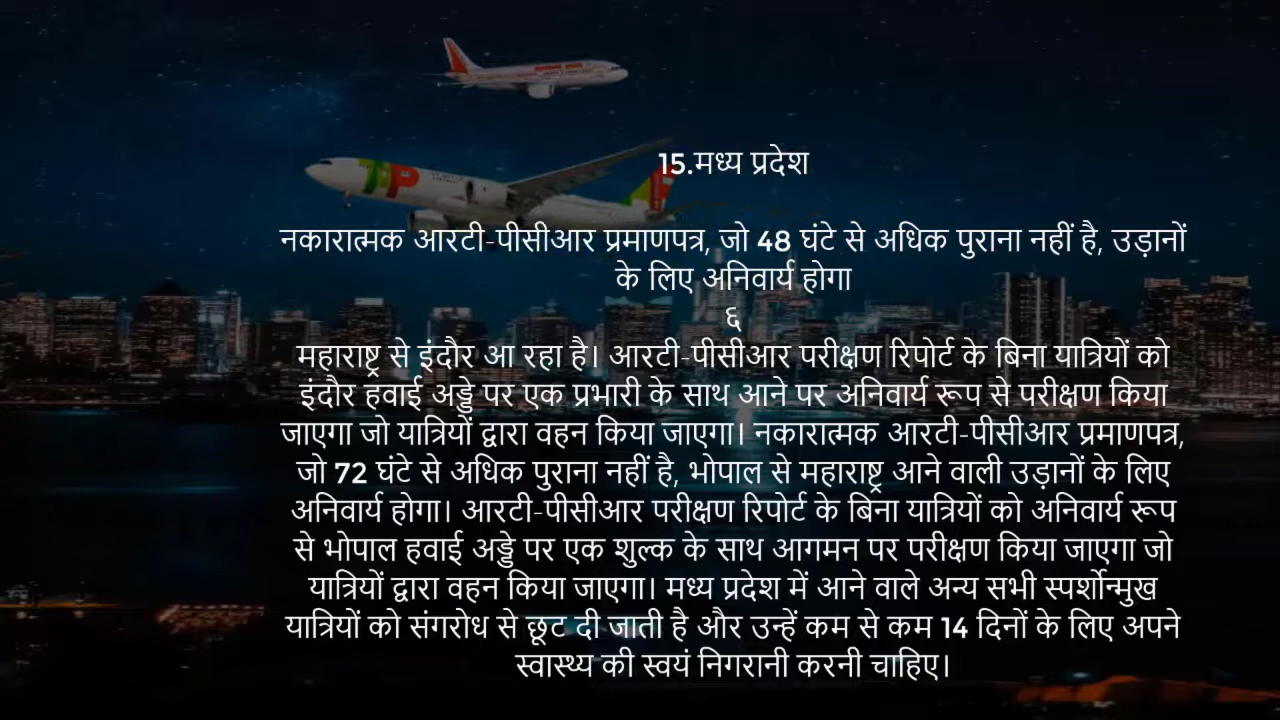 15.मध्य प्रदेश
नकारात्मक आरटी-पीसीआर प्रमाणपत्र, जो 48 घंटे से अधिक पुराना नहीं है, उड़ानों
के लिए अनिवार्य होगा
६
महाराष्ट्र से इंदौर आ रहा है। आरटी-पीसीआर परीक्षण रिपोर्ट के बिना यात्रियों को
इंदौर हवाई अड्डे पर एक प्रभारी के साथ आने पर अनिवार्य रूप से परीक्षण किया
जाएगा जो यात्रियों द्वारा वहन किया जाएगा। नकारात्मक आरटी-पीसीआर प्रमाणपत्र,
जो 72 घंटे से अधिक पुराना नहीं है, भोपाल से महाराष्ट्र आने वाली उड़ानों के लिए
अनिवार्य होगा। आरटी-पीसीआर परीक्षण रिपोर्ट के बिना यात्रियों को अनिवार्य रूप
से भोपाल हवाई अड्डे पर एक शुल्क के साथ आगमन पर परीक्षण किया जाएगा जो
यात्रियों द्वारा वहन किया जाएगा। मध्य प्रदेश में आने वाले अन्य सभी स्पर्शोन्मुख
यात्रियों को संगरोध से छूट दी जाती है और उन्हें कम से कम 14 दिनों के लिए अपने
स्वास्थ्य की स्वयं निगरानी करनी चाहिए।
TP